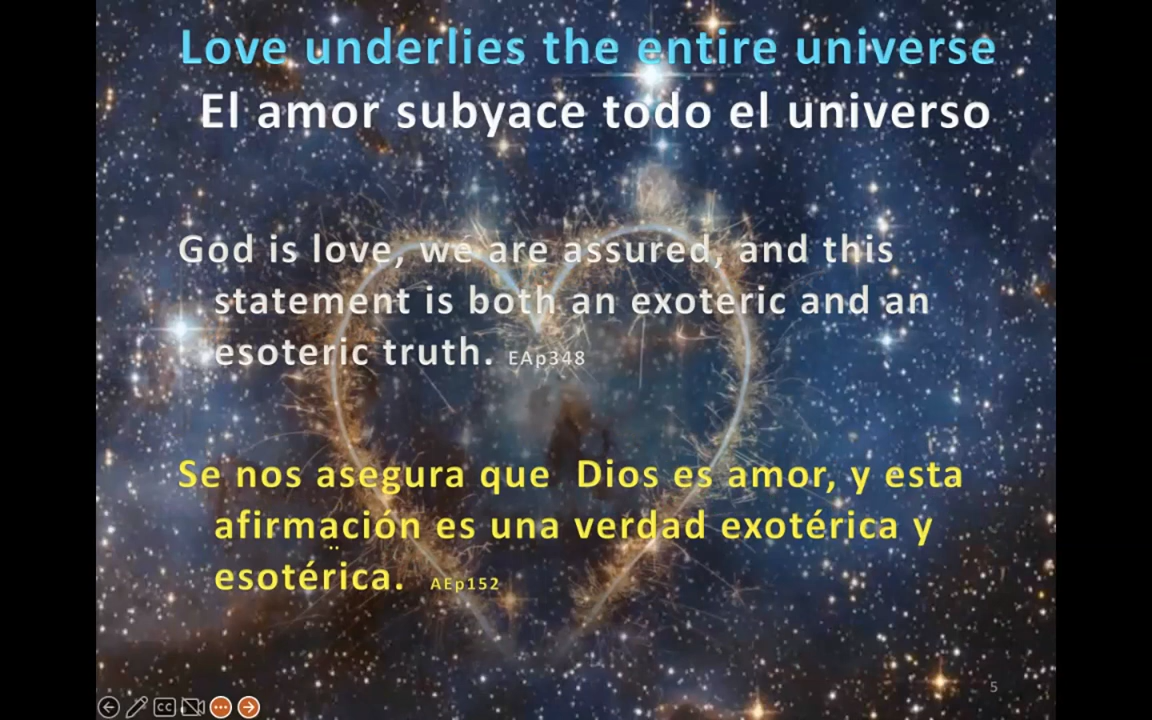 Love underlies the entire universe
El amor subyace todo el universo
God is love, we are assured, and this
statement is both an exoteric and an
esoteric truth. EAp348
Se nos asegura que  Dios es amor, y esta
afirmación es una verdad exotérica y
esotérica. AEp152
5
CC